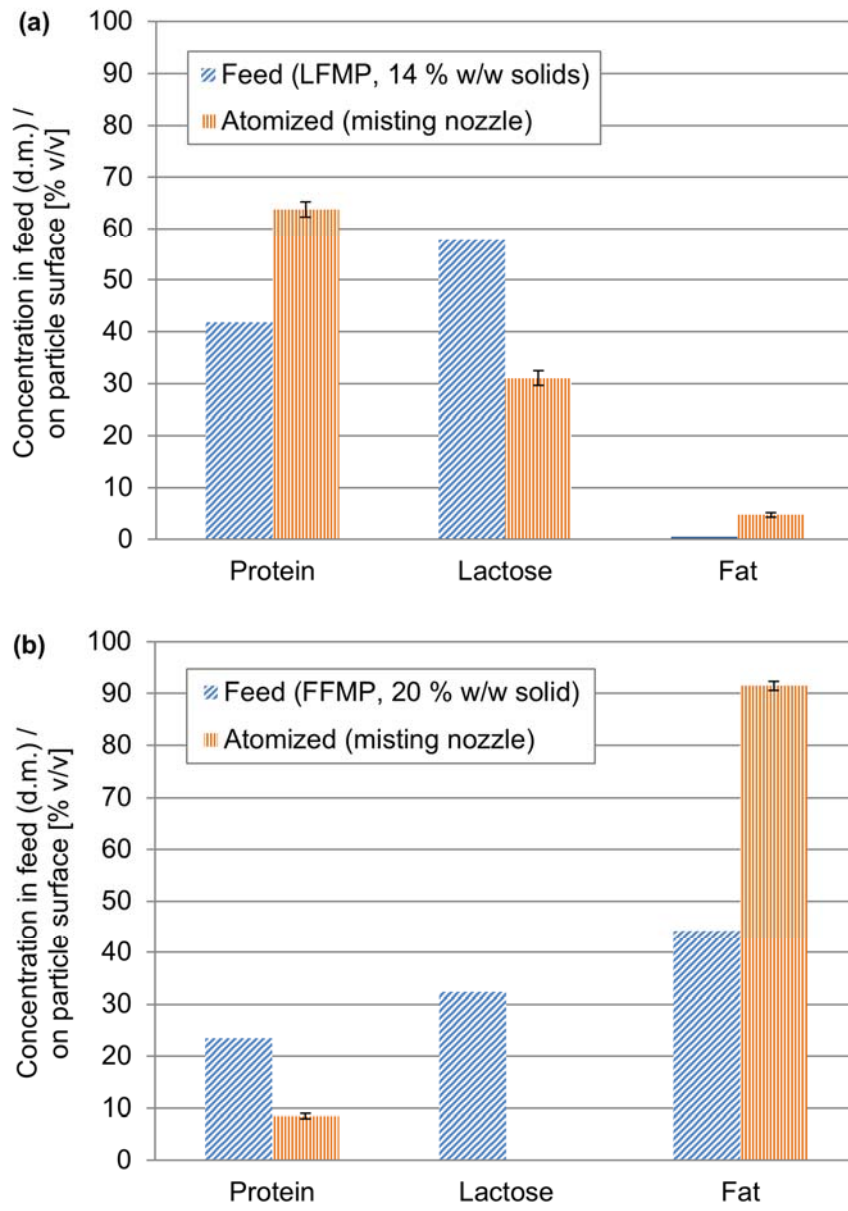 (a)
100
90
80
70
60
50
40
30
20
10
0
Concentration in feed (d.m.) /
on particle surface [% v/v]
Feed (LFMP, 14 % w/w solids)
Atomized (misting nozzle)
Protein Lactose Fat
(b)
100
90
80
70
60
50
40
30
20
10
0
Concentration in feed (d.m.) /
on particle surface [% v/v]
Feed (FFMP, 20 % w/w solid)
Atomized (misting nozzle)
Protein Lactose Fat